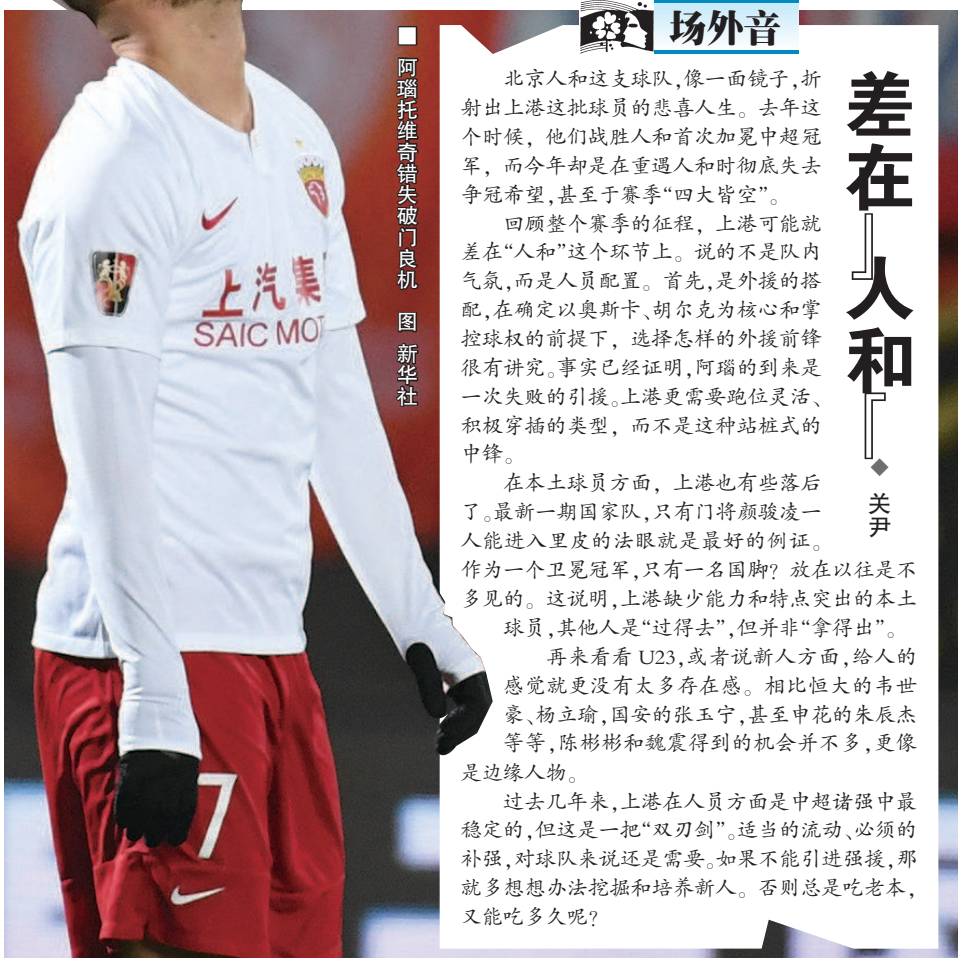 场外音
差在『人和』
◆
关尹
■ 阿瑙托维奇错失破门良机 图 新华社
上汽集
SAIC MOT
7
北京人和这支球队,像一面镜子,折
射出上港这批球员的悲喜人生。去年这
个时候，他们战胜人和首次加冕中超冠
军，而今年却是在重遇人和时彻底失去
争冠希望,甚至于赛季“四大皆空”。
回顾整个赛季的征程，上港可能就
差在“人和”这个环节上。说的不是队内
气氛,而是人员配置。首先,是外援的搭
配,在确定以奥斯卡、胡尔克为核心和掌
控球权的前提下，选择怎样的外援前锋
很有讲究。事实已经证明,阿瑙的到来是
一次失败的引援。上港更需要跑位灵活、
积极穿插的类型，而不是这种站桩式的
中锋。
在本土球员方面，上港也有些落后
了。最新一期国家队,只有门将颜骏凌一
人能进入里皮的法眼就是最好的例证。
作为一个卫冕冠军,只有一名国脚？放在以往是不
多见的。这说明,上港缺少能力和特点突出的本土
球员,其他人是“过得去”,但并非“拿得出”。
再来看看 U23,或者说新人方面,给人的
感觉就更没有太多存在感。相比恒大的韦世
豪、杨立瑜,国安的张玉宁,甚至申花的朱辰杰
等等,陈彬彬和魏震得到的机会并不多,更像
是边缘人物。
过去几年来,上港在人员方面是中超诸强中最
稳定的,但这是一把“双刃剑”。适当的流动、必须的
补强,对球队来说还是需要。如果不能引进强援,那
就多想想办法挖掘和培养新人。否则总是吃老本,
又能吃多久呢？